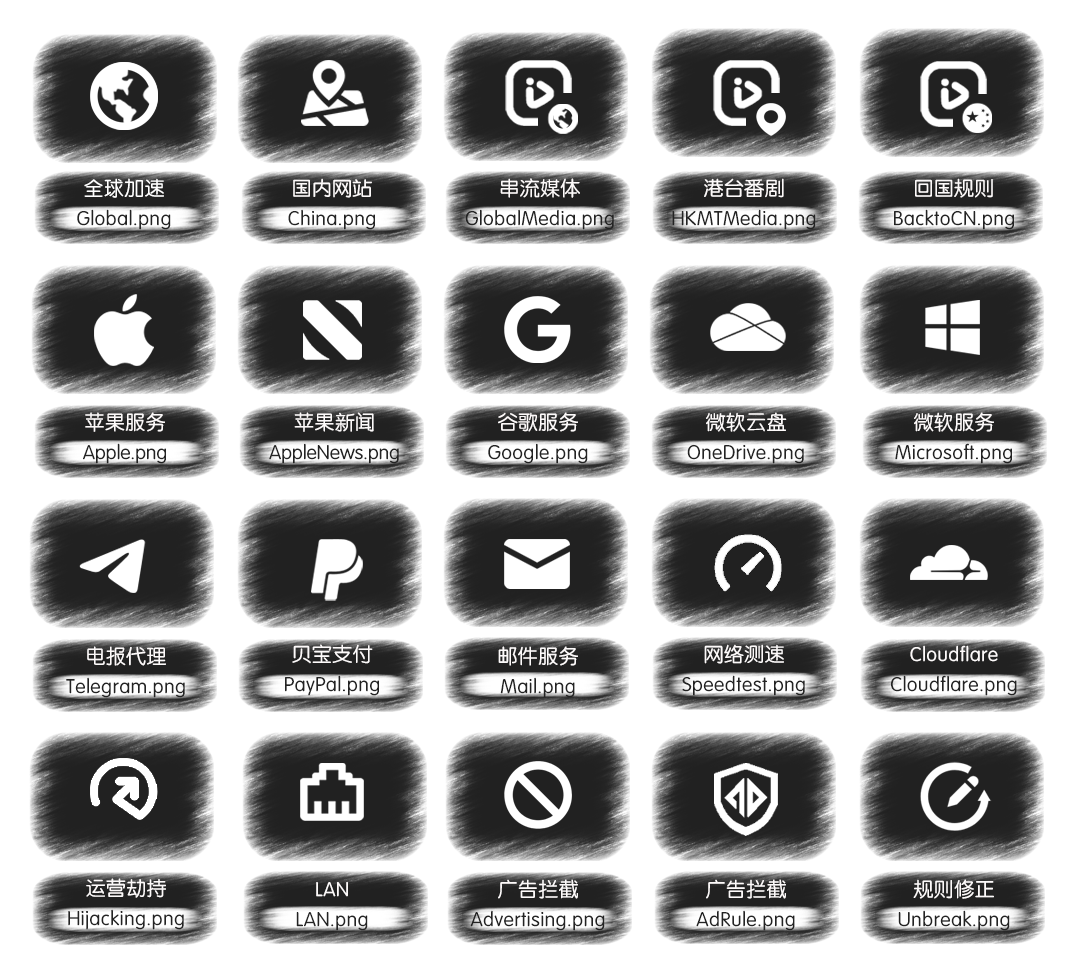 全球加速
Global.png
国内网站
China.png
串流媒体
GlobalMedia.png
港台番剧
HKMTMedia.png
回国规则
BacktoCN.png
苹果服务
Apple.png
苹果新闻
AppleNews.png
谷歌服务
Google.png
微软云盘
OneDrive.png
微软服务
Microsoft.png
电报代理
Telegram.png
贝宝支付
PayPal.png
邮件服务
Mail.png
网络测速
Speedtest.png
Cloudflare
Cloudflare.png
运营劫持
Hijacking.png
LAN
LAN.png
广告拦截
Advertising.png
广告拦截
AdRule.png
规则修正
Unbreak.png